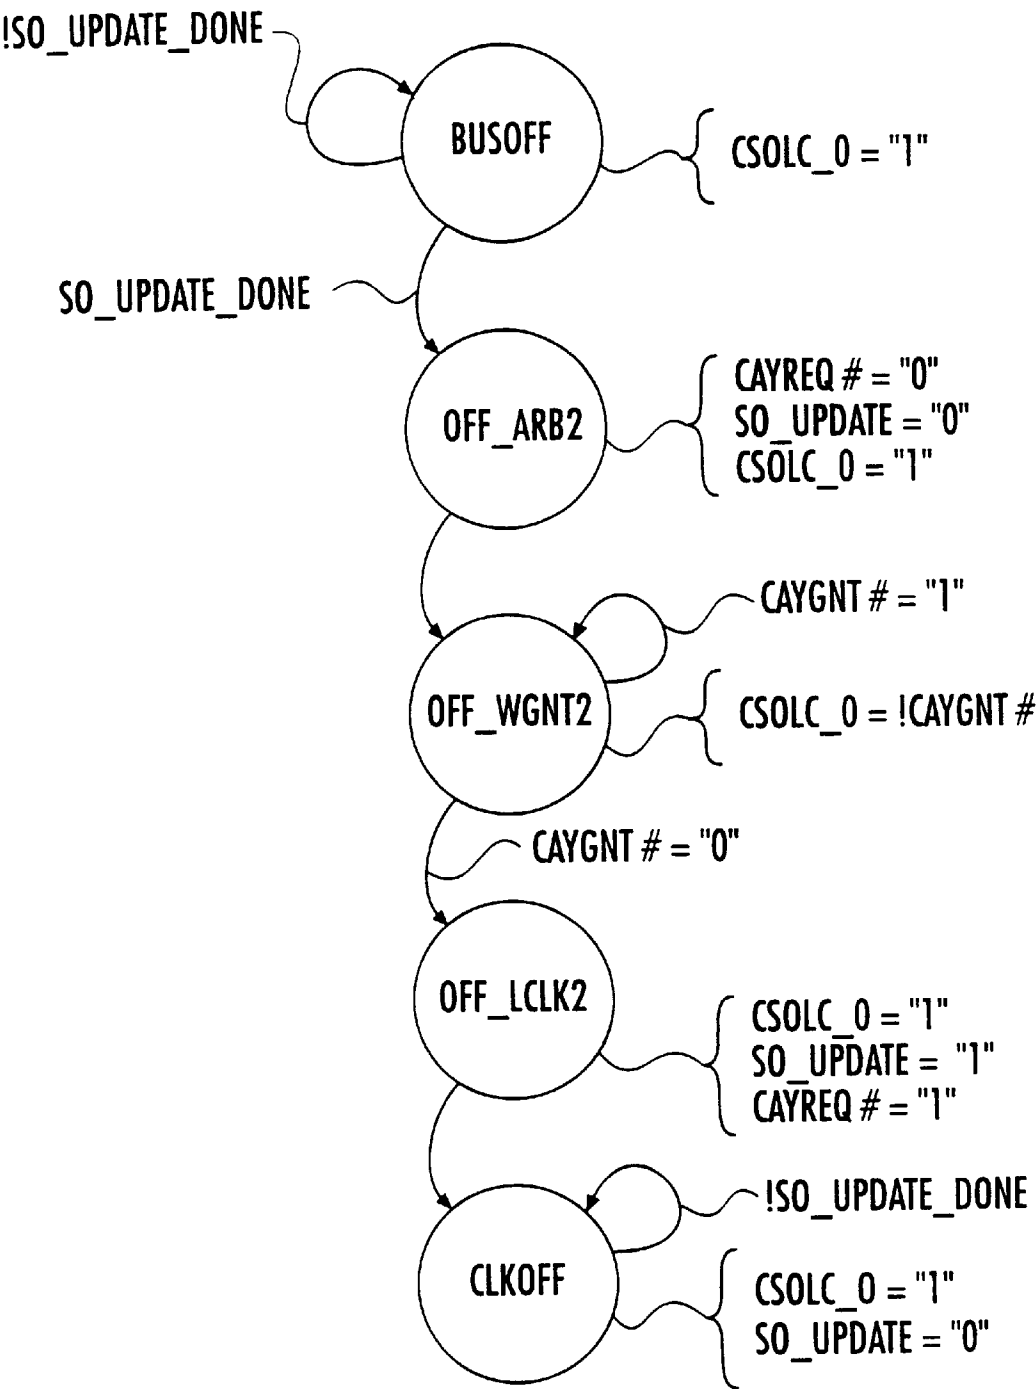 !SO_UPDATE_DONE
BUSOFF
CSOLC_0 = "1"
SO_UPDATE_DONE
OFF_ARB2
CAYREQ # = "0"
SO_UPDATE = "0"
CSOLC_0 = "1"
CAYGNT # = "1"
OFF_WGNT2
CSOLC_0 = !CAYGNT #
CAYGNT # = "0"
OFF_LCLK2
CSOLC_0 = "1"
SO_UPDATE = "1"
CAYREQ # = "1"
!SO_UPDATE_DONE
CLKOFF
CSOLC_0 = "1"
SO_UPDATE = "0"